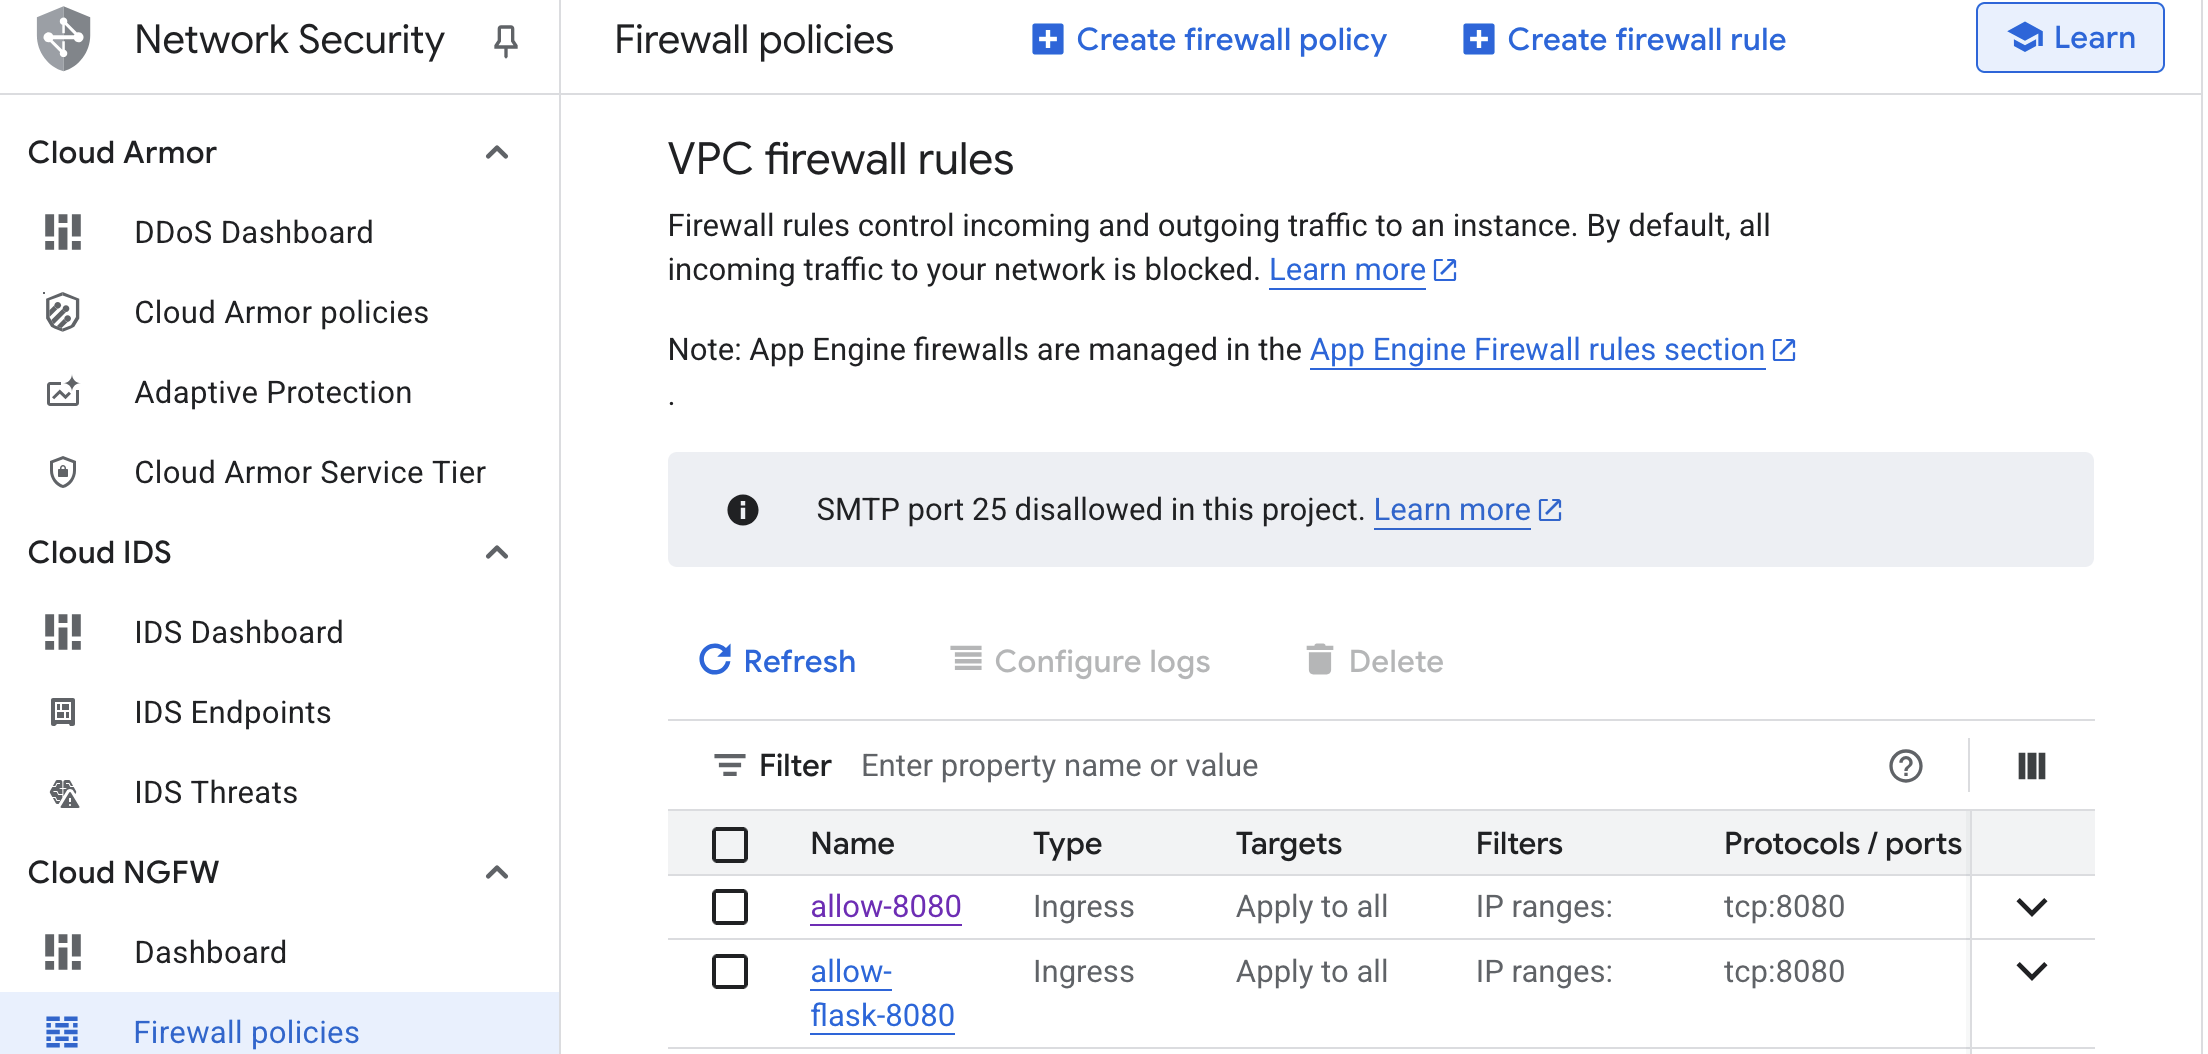 Network Security
Firewall policies
Create firewall policy
Create firewall rule
Learn
Cloud Armor
DDoS Dashboard
Cloud Armor policies
Adaptive Protection
Cloud Armor Service Tier
Cloud IDS
IDS Dashboard
IDS Endpoints
IDS Threats
Cloud NGFW
Dashboard
Firewall policies
VPC firewall rules
Firewall rules control incoming and outgoing traffic to an instance. By default, all
incoming traffic to your network is blocked. Learn more
Note: App Engine firewalls are managed in the App Engine Firewall rules section
.
SMTP port 25 disallowed in this project. Learn more
Refresh
Configure logs
Delete
Filter Enter property name or value
Name Type Targets Filters Protocols / ports
allow-8080 Ingress Apply to all IP ranges: tcp:8080
allow- Ingress Apply to all IP ranges: tcp:8080
flask-8080